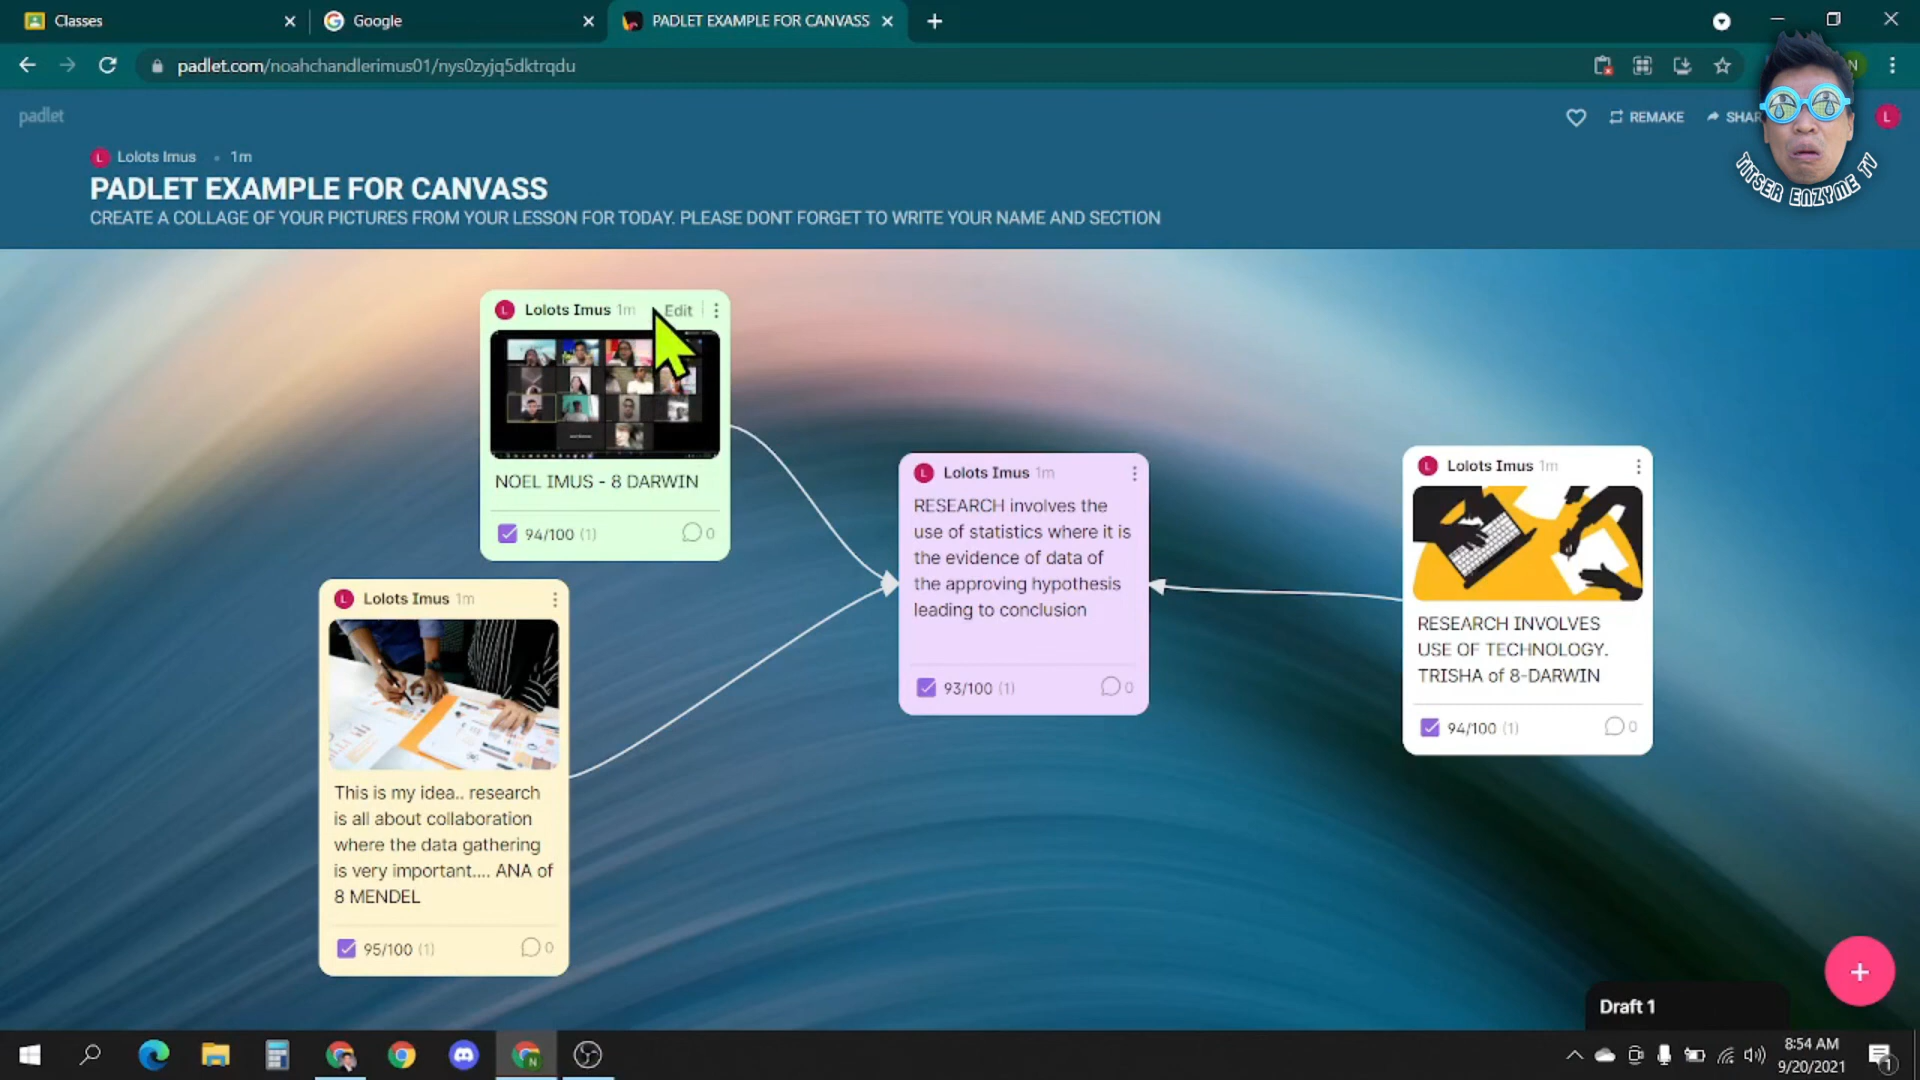 Classes
Google
PADLET EXAMPLE FOR CANVASS
padlet.com/noahchandlerimus01/nys0zyjq5dktrqdu
N
padlet
REMAKE
SHAR
L
TITSER ENZYME TV
L Lolots Imus • 1m
PADLET EXAMPLE FOR CANVASS
CREATE A COLLAGE OF YOUR PICTURES FROM YOUR LESSON FOR TODAY. PLEASE DONT FORGET TO WRITE YOUR NAME AND SECTION
L Lolots Imus 1m Edit
NOEL IMUS - 8 DARWIN
94/100 (1) 0
L Lolots Imus 1m
This is my idea.. research
is all about collaboration
where the data gathering
is very important.... ANA of
8 MENDEL
95/100 (1) 0
L Lolots Imus 1m
RESEARCH involves the
use of statistics where it is
the evidence of data of
the approving hypothesis
leading to conclusion
93/100 (1) 0
L Lolots Imus 1m
RESEARCH INVOLVES
USE OF TECHNOLOGY.
TRISHA of 8-DARWIN
94/100 (1) 0
Draft 1
N
8:54 AM
9/20/2021
1